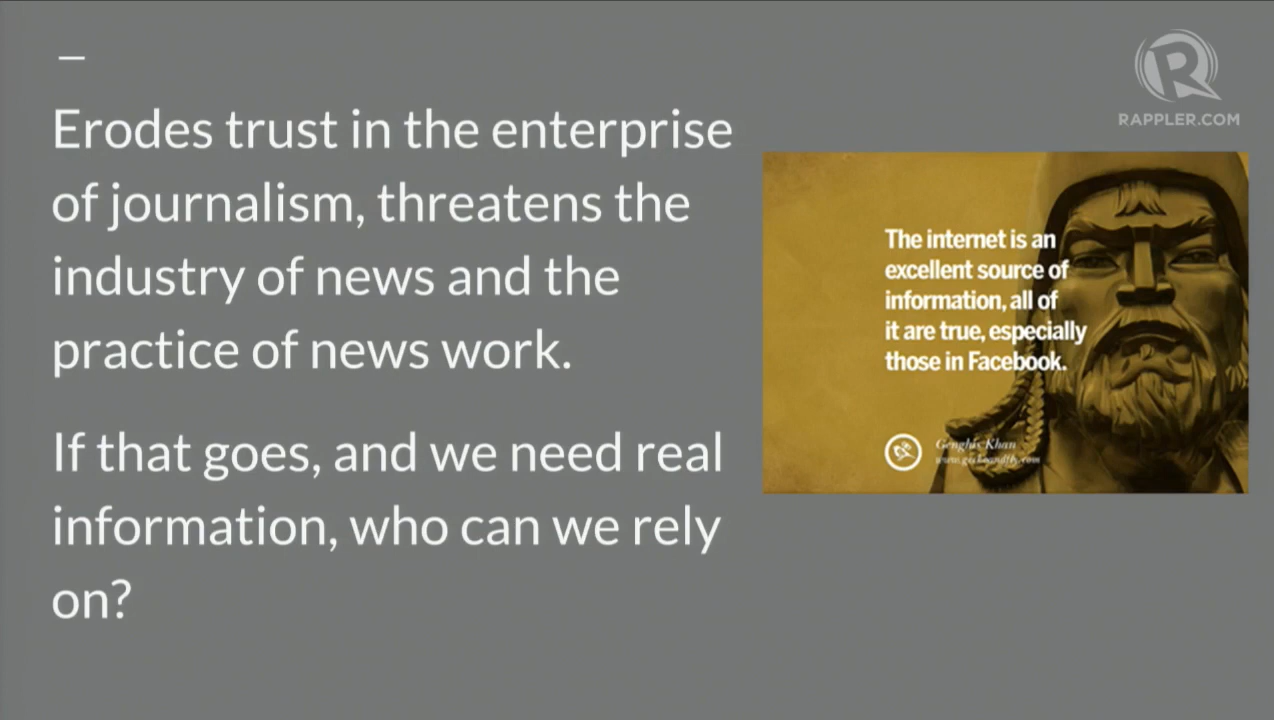 Erodes trust in the enterprise
of journalism, threatens the
industry of news and the
practice of news work.
If that goes, and we need real
information, who can we rely
on?
RAPPLER.COM
The internet is an
excellent source of
information, all of
it are true, especially
those in Facebook.
Genghis Khan